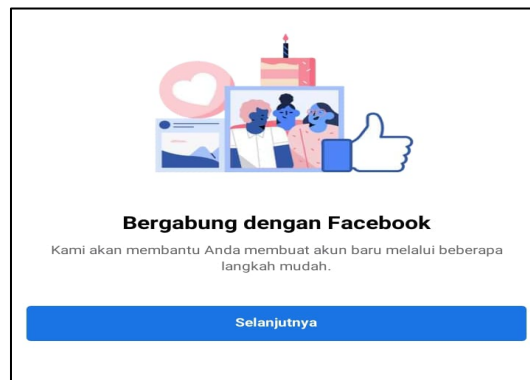 Bergabung dengan Facebook
Kami akan membantu Anda membuat akun baru melalui beberapa
langkah mudah.
Selanjutnya